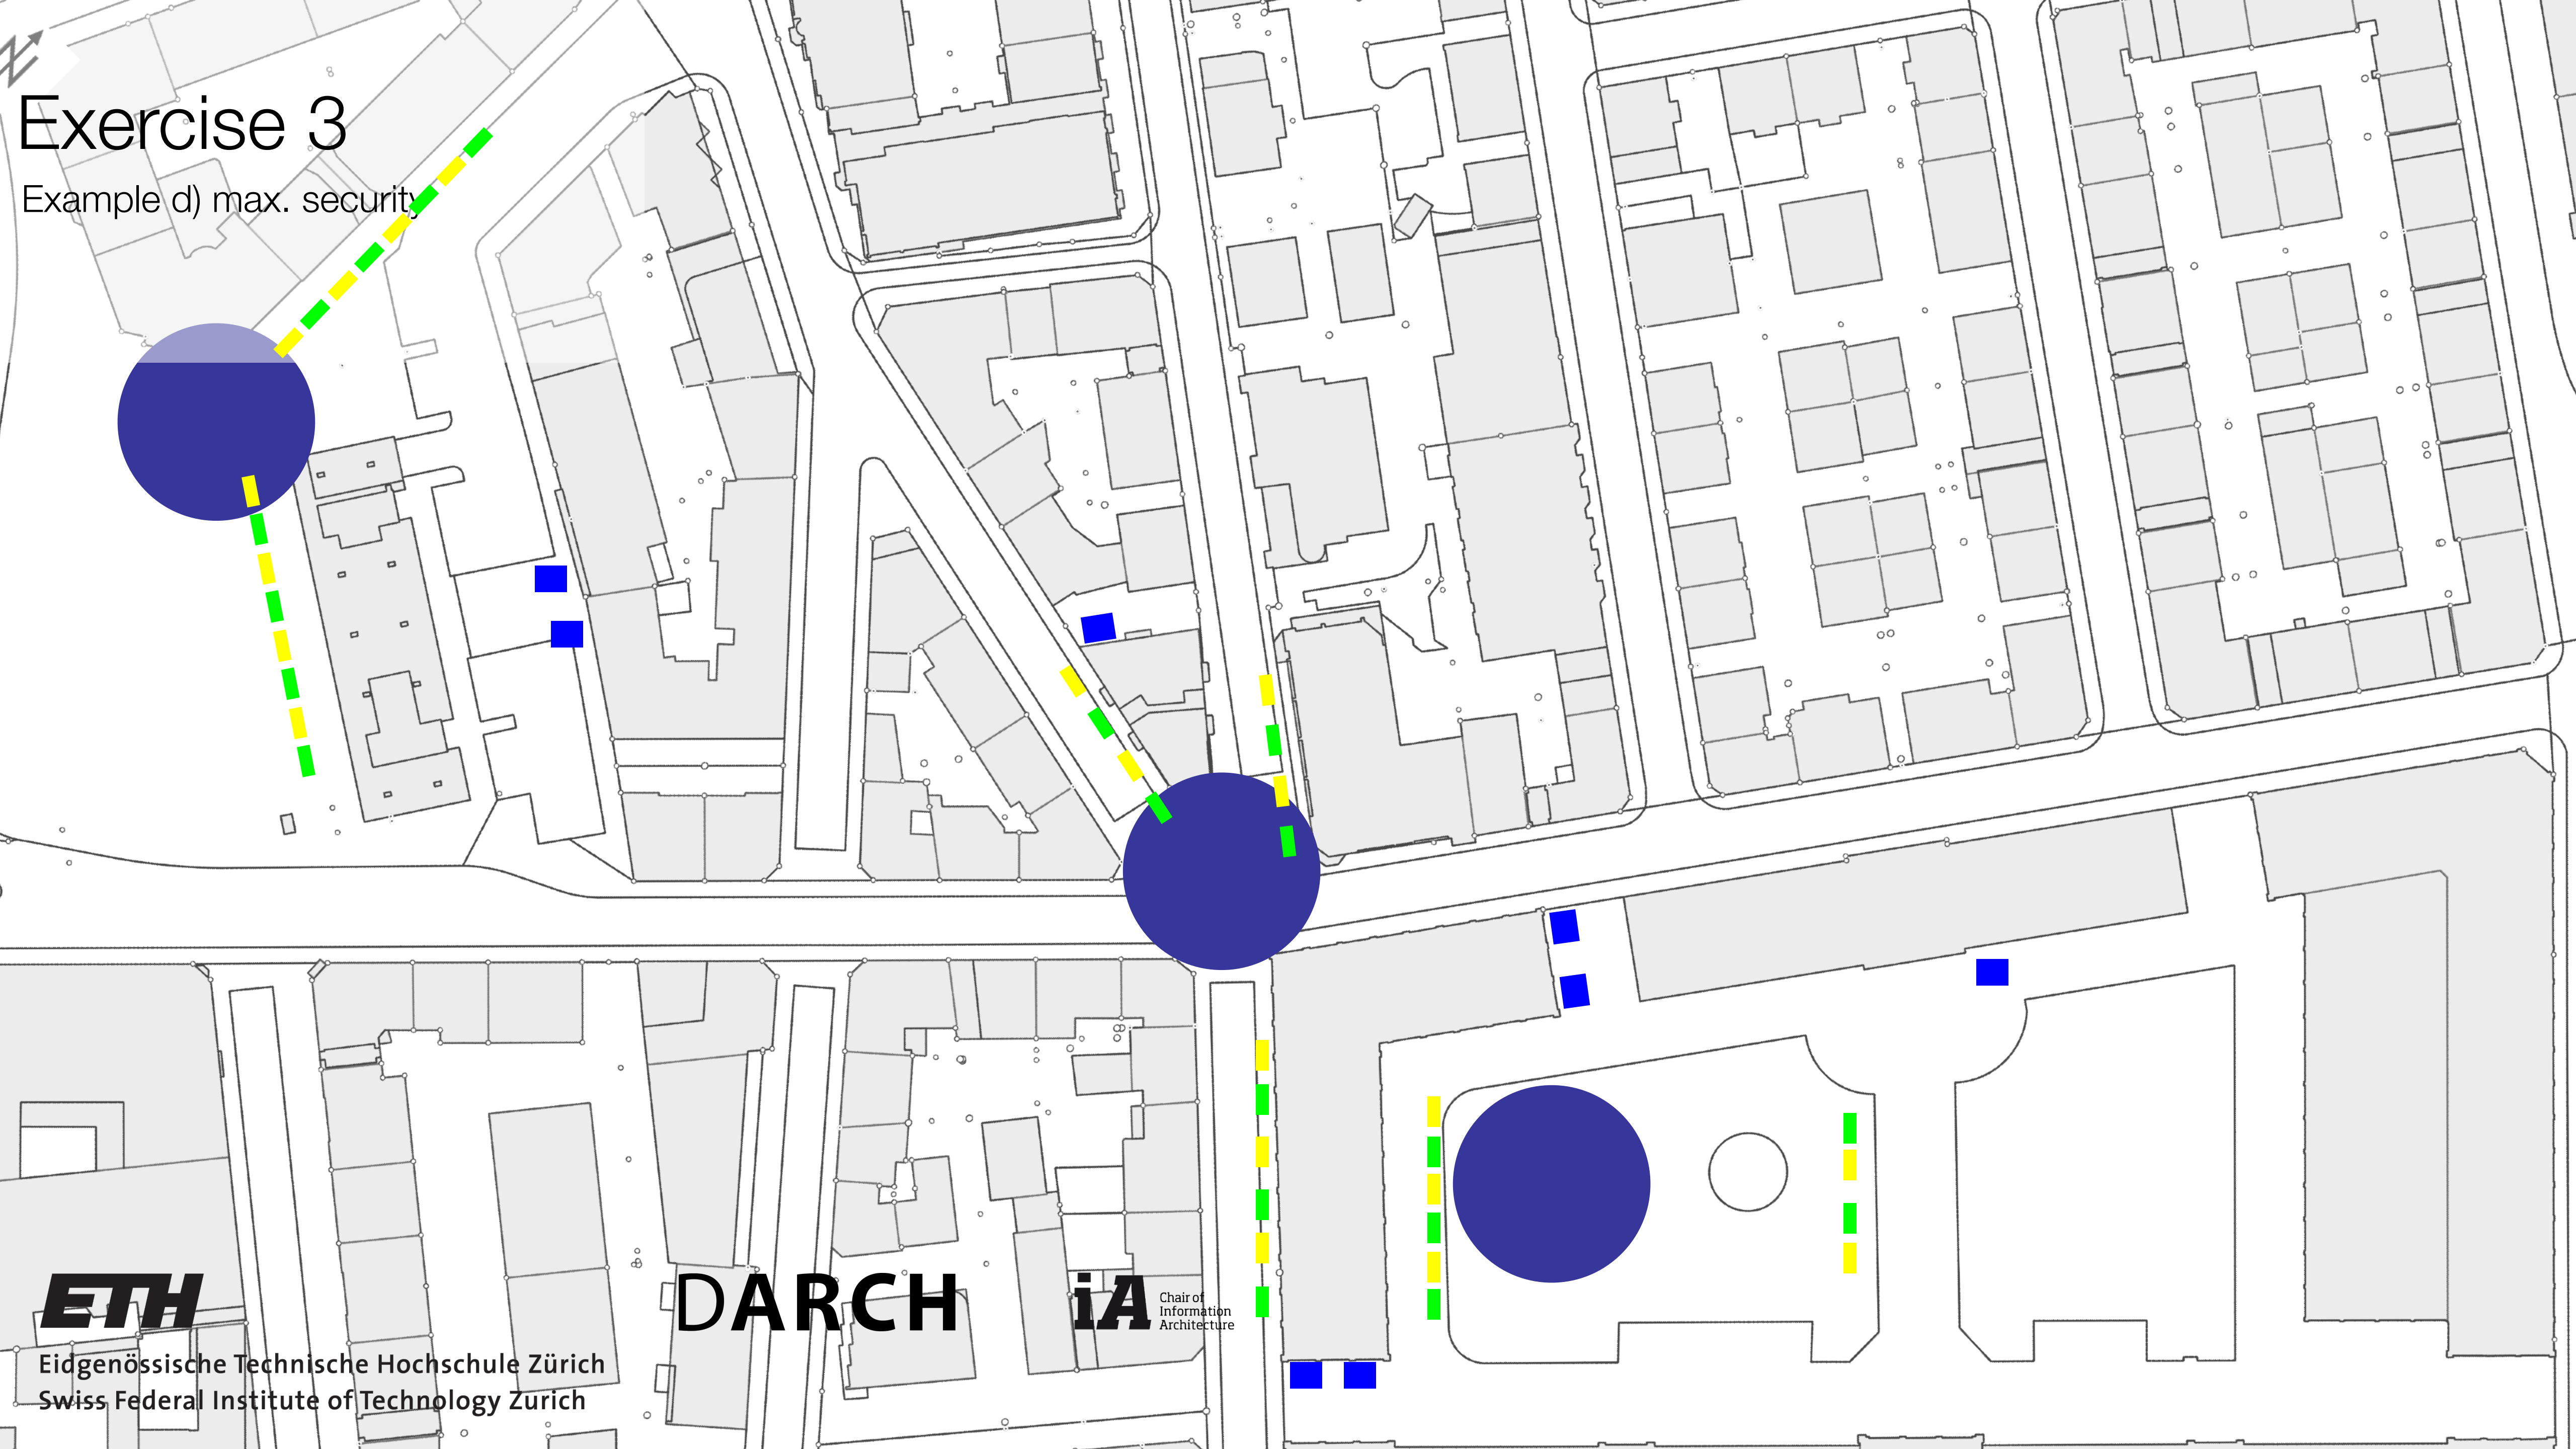 Exercise 3
Example d) max. security
ETH
DARCH
iA
Chair of
Information
Architecture
Eidgenössische Technische Hochschule Zürich
Swiss Federal Institute of Technology Zurich